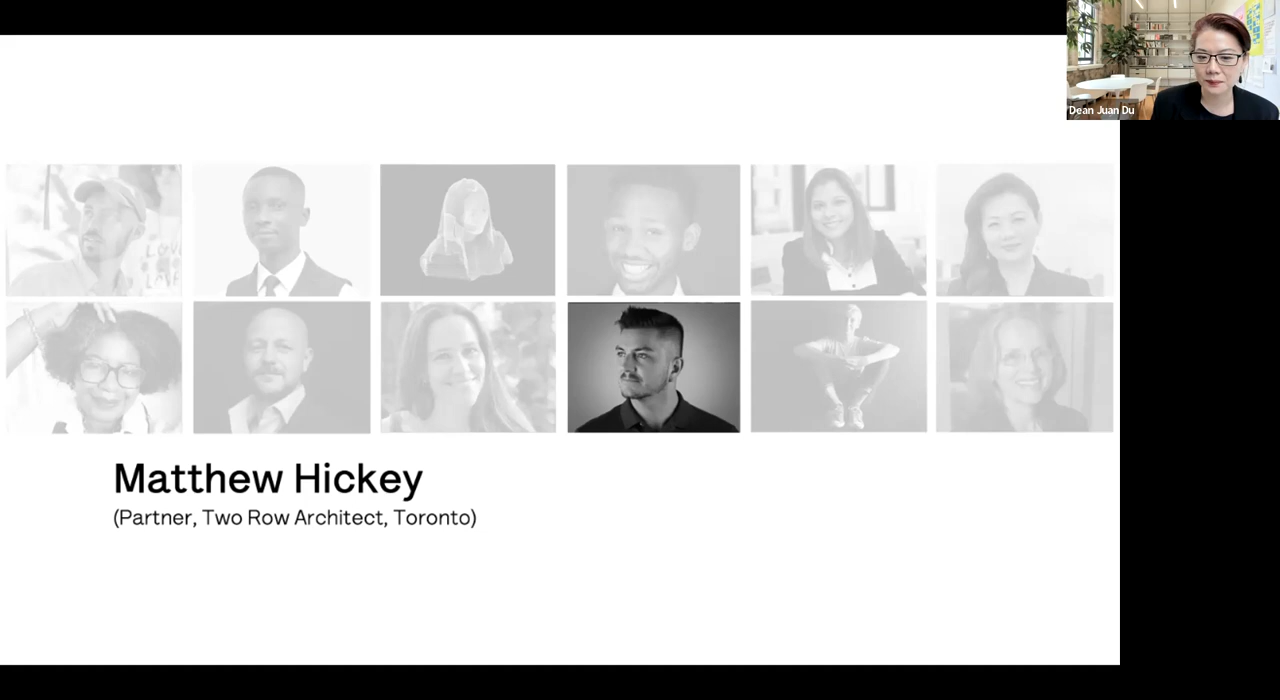 Dean Juan Du
Matthew Hickey
(Partner, Two Row Architect, Toronto)